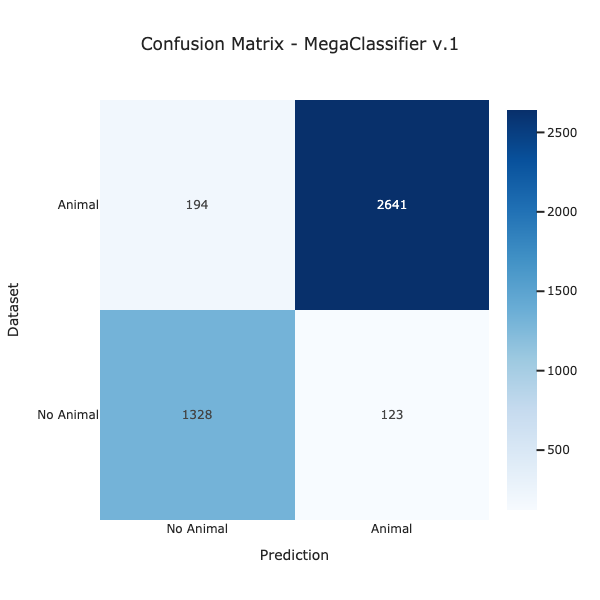 Confusion Matrix - MegaClassifier v.1
Dataset
Animal
194
2641
No Animal
1328
123
No Animal
Animal
Prediction
2500
2000
1500
1000
500